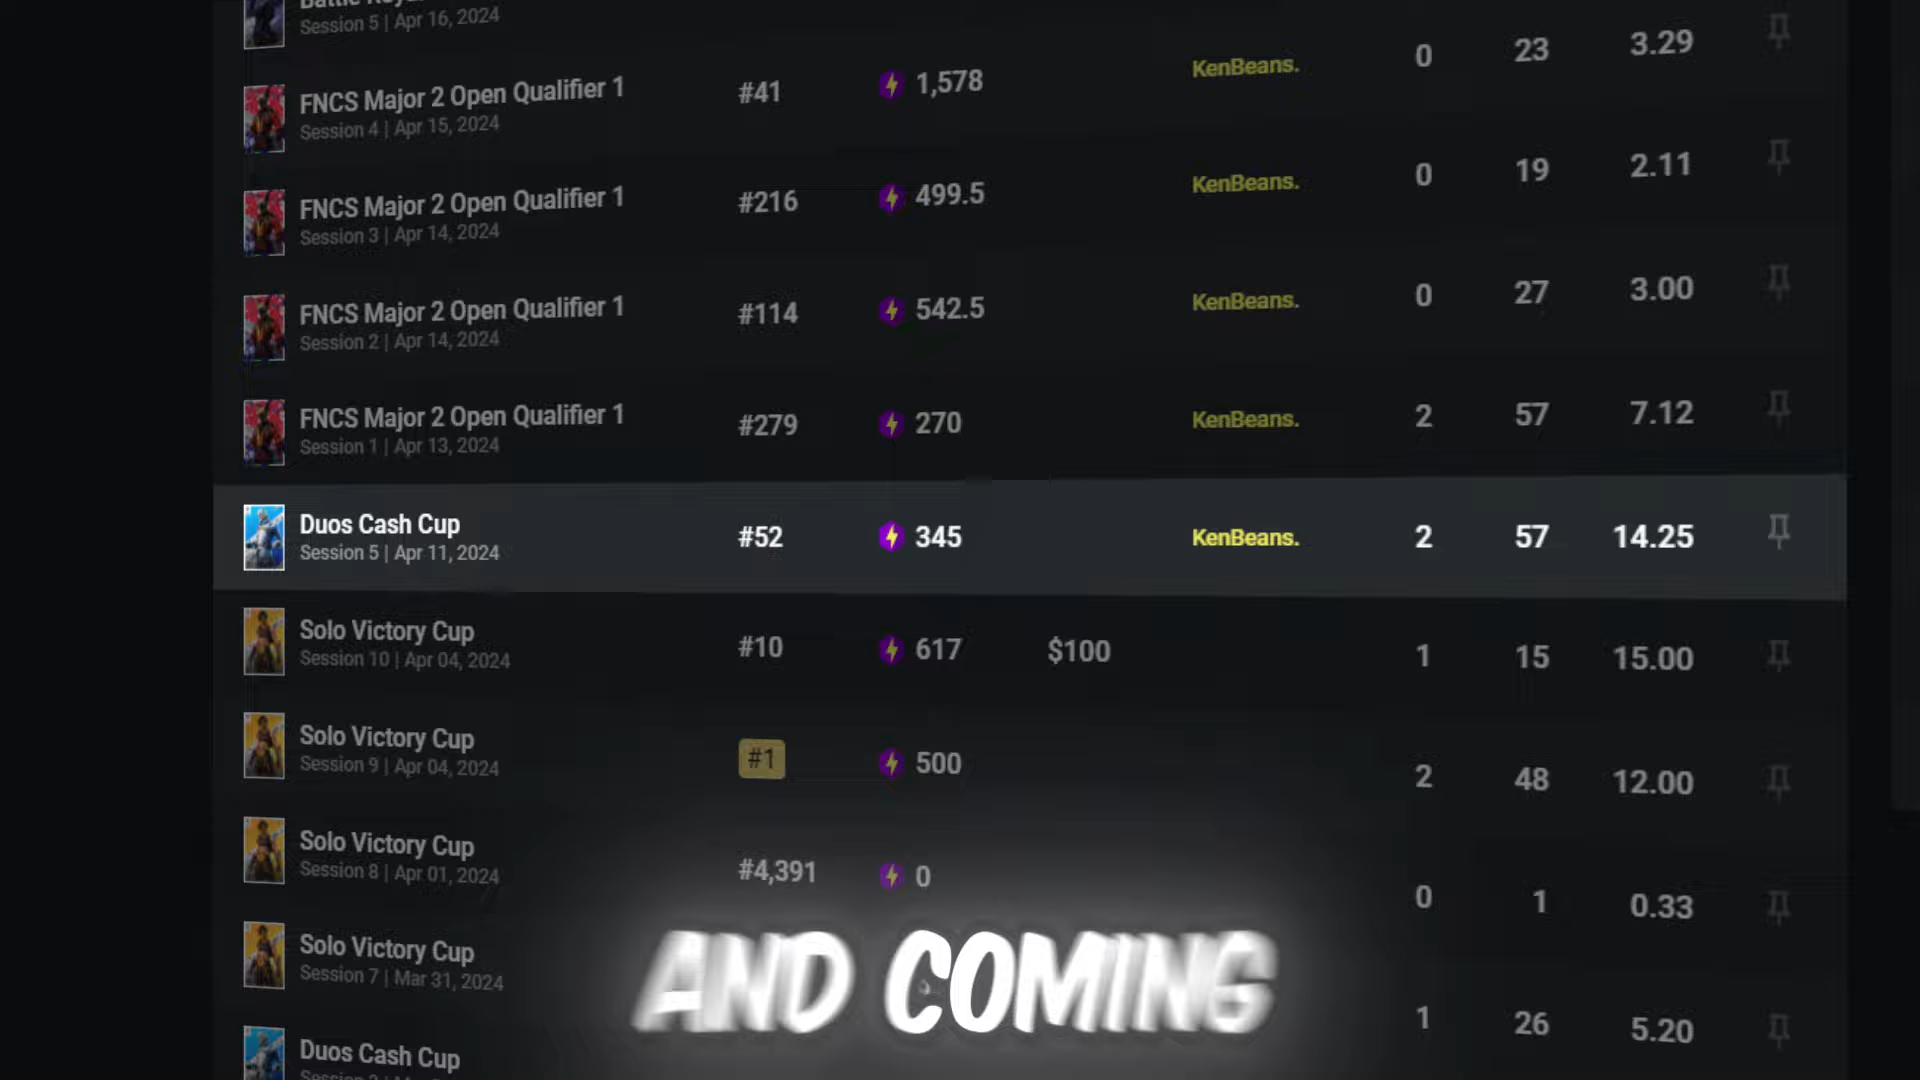 Session 5 | Apr 16, 2024
KenBeans. 0 23 3.29
FNCS Major 2 Open Qualifier 1 #41 1,578
Session 4 | Apr 15, 2024
KenBeans. 0 19 2.11
FNCS Major 2 Open Qualifier 1 #216 499.5
Session 3 | Apr 14, 2024
KenBeans. 0 27 3.00
FNCS Major 2 Open Qualifier 1 #114 542.5
Session 2 | Apr 14, 2024
FNCS Major 2 Open Qualifier 1 #279 270 KenBeans. 2 57 7.12
Session 1 | Apr 13, 2024
Duos Cash Cup #52 345 KenBeans. 2 57 14.25
Session 5 | Apr 11, 2024
Solo Victory Cup #10 617 $100 1 15 15.00
Session 10 | Apr 04, 2024
Solo Victory Cup #1 500 2 48 12.00
Session 9 | Apr 04, 2024
Solo Victory Cup #4,391 0 0 1 0.33
Session 8 | Apr 01, 2024
Solo Victory Cup
Session 7 | Mar 31, 2024
AND COMING
1 26 5.20
Duos Cash Cup